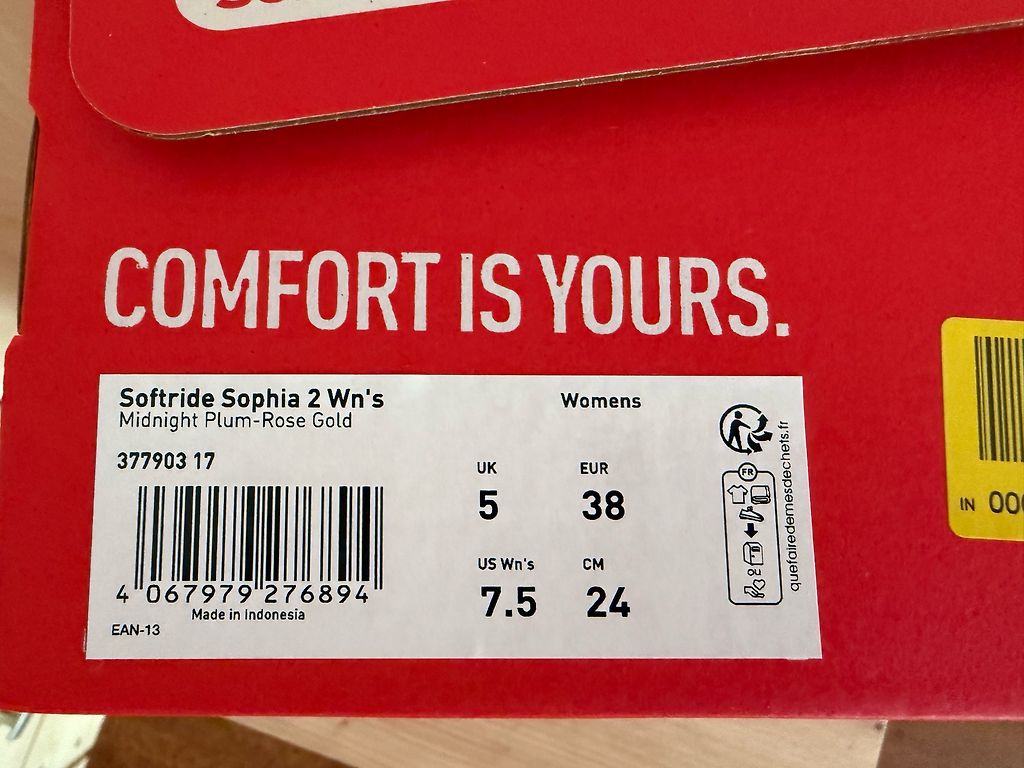 COMFORT IS YOURS.
Softride Sophia 2 Wn's
Womens
Midnight Plum-Rose Gold
377903 17
UK
EUR
5
38
US Wn's
CM
7.5
24
4 067979 276894
Made in Indonesia
EAN-13
FR
OU
quefairedemesdechets.fr
IN